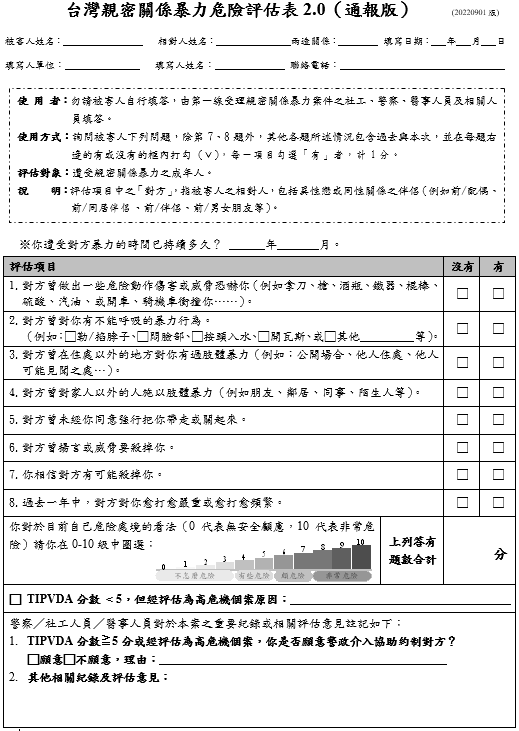 台灣親密關係暴力危險評估表 2.0（通報版） (20220901 版)
被害人姓名：＿＿＿＿ 相對人姓名：＿＿＿＿ 兩造關係：＿＿＿＿ 填寫日期：＿年＿月＿日
填寫人單位：＿＿＿＿ 填寫人姓名：＿＿＿＿ 聯絡電話：＿＿＿＿
使 用 者：勿請被害人自行填答，由第一線受理親密關係暴力案件之社工、警察、醫事人員及相關人
員填答。
使用方式：詢問被害人下列問題，除第 7、8 題外，其他各題所述情況包含過去與本次，並在每題右
邊的有或沒有的框內打勾（∨），每一項目勾選「有」者，計 1 分。
評估對象：遭受親密關係暴力之成年人。
說 明：評估項目中之「對方」，指被害人之相對人，包括異性戀或同性關係之伴侶（例如前/配偶、
前/同居伴侶、前/伴侶、前/男女朋友等）。
※你遭受對方暴力的時間已持續多久？ ＿＿＿年＿＿＿月。
評估項目 沒有 有
1. 對方曾做出一些危險動作傷害或威脅恐嚇你（例如拿刀、槍、酒瓶、鐵器、棍棒、
硫酸、汽油、或開車、騎機車衝撞你……）。 □ □
2. 對方曾對你有不能呼吸的暴力行為。
（例如：□勒/掐脖子、□悶臉部、□按頭入水、□開瓦斯、或□其他＿＿＿＿等）。 □ □
3. 對方曾在住處以外的地方對你有過肢體暴力（例如：公開場合、他人住處、他人
可能見聞之處…）。 □ □
4. 對方曾對家人以外的人施以肢體暴力（例如朋友、鄰居、同事、陌生人等）。 □ □
5. 對方曾未經你同意強行把你帶走或關起來。 □ □
6. 對方曾揚言或威脅要殺掉你。 □ □
7. 你相信對方有可能殺掉你。 □ □
8. 過去一年中，對方對你愈打愈嚴重或愈打愈頻繁。 □ □
你對於目前自己危險處境的看法（0 代表無安全顧慮，10 代表非常危
險）請你在 0-10 級中圈選：
0 1 2 3 4 5 6 7 8 9 10
不怎麼危險 有些危險 頗危險 非常危險
上列答有
題數合計
分
□ TIPVDA 分數 ＜5，但經評估為高危機個案原因：＿＿＿＿
警察／社工人員／醫事人員對於本案之重要紀錄或相關評估意見註記如下：
1. TIPVDA 分數≧5 分或經評估為高危機個案，你是否願意警政介入協助約制對方？
□願意□不願意，理由：＿＿＿＿
2. 其他相關紀錄及評估意見：